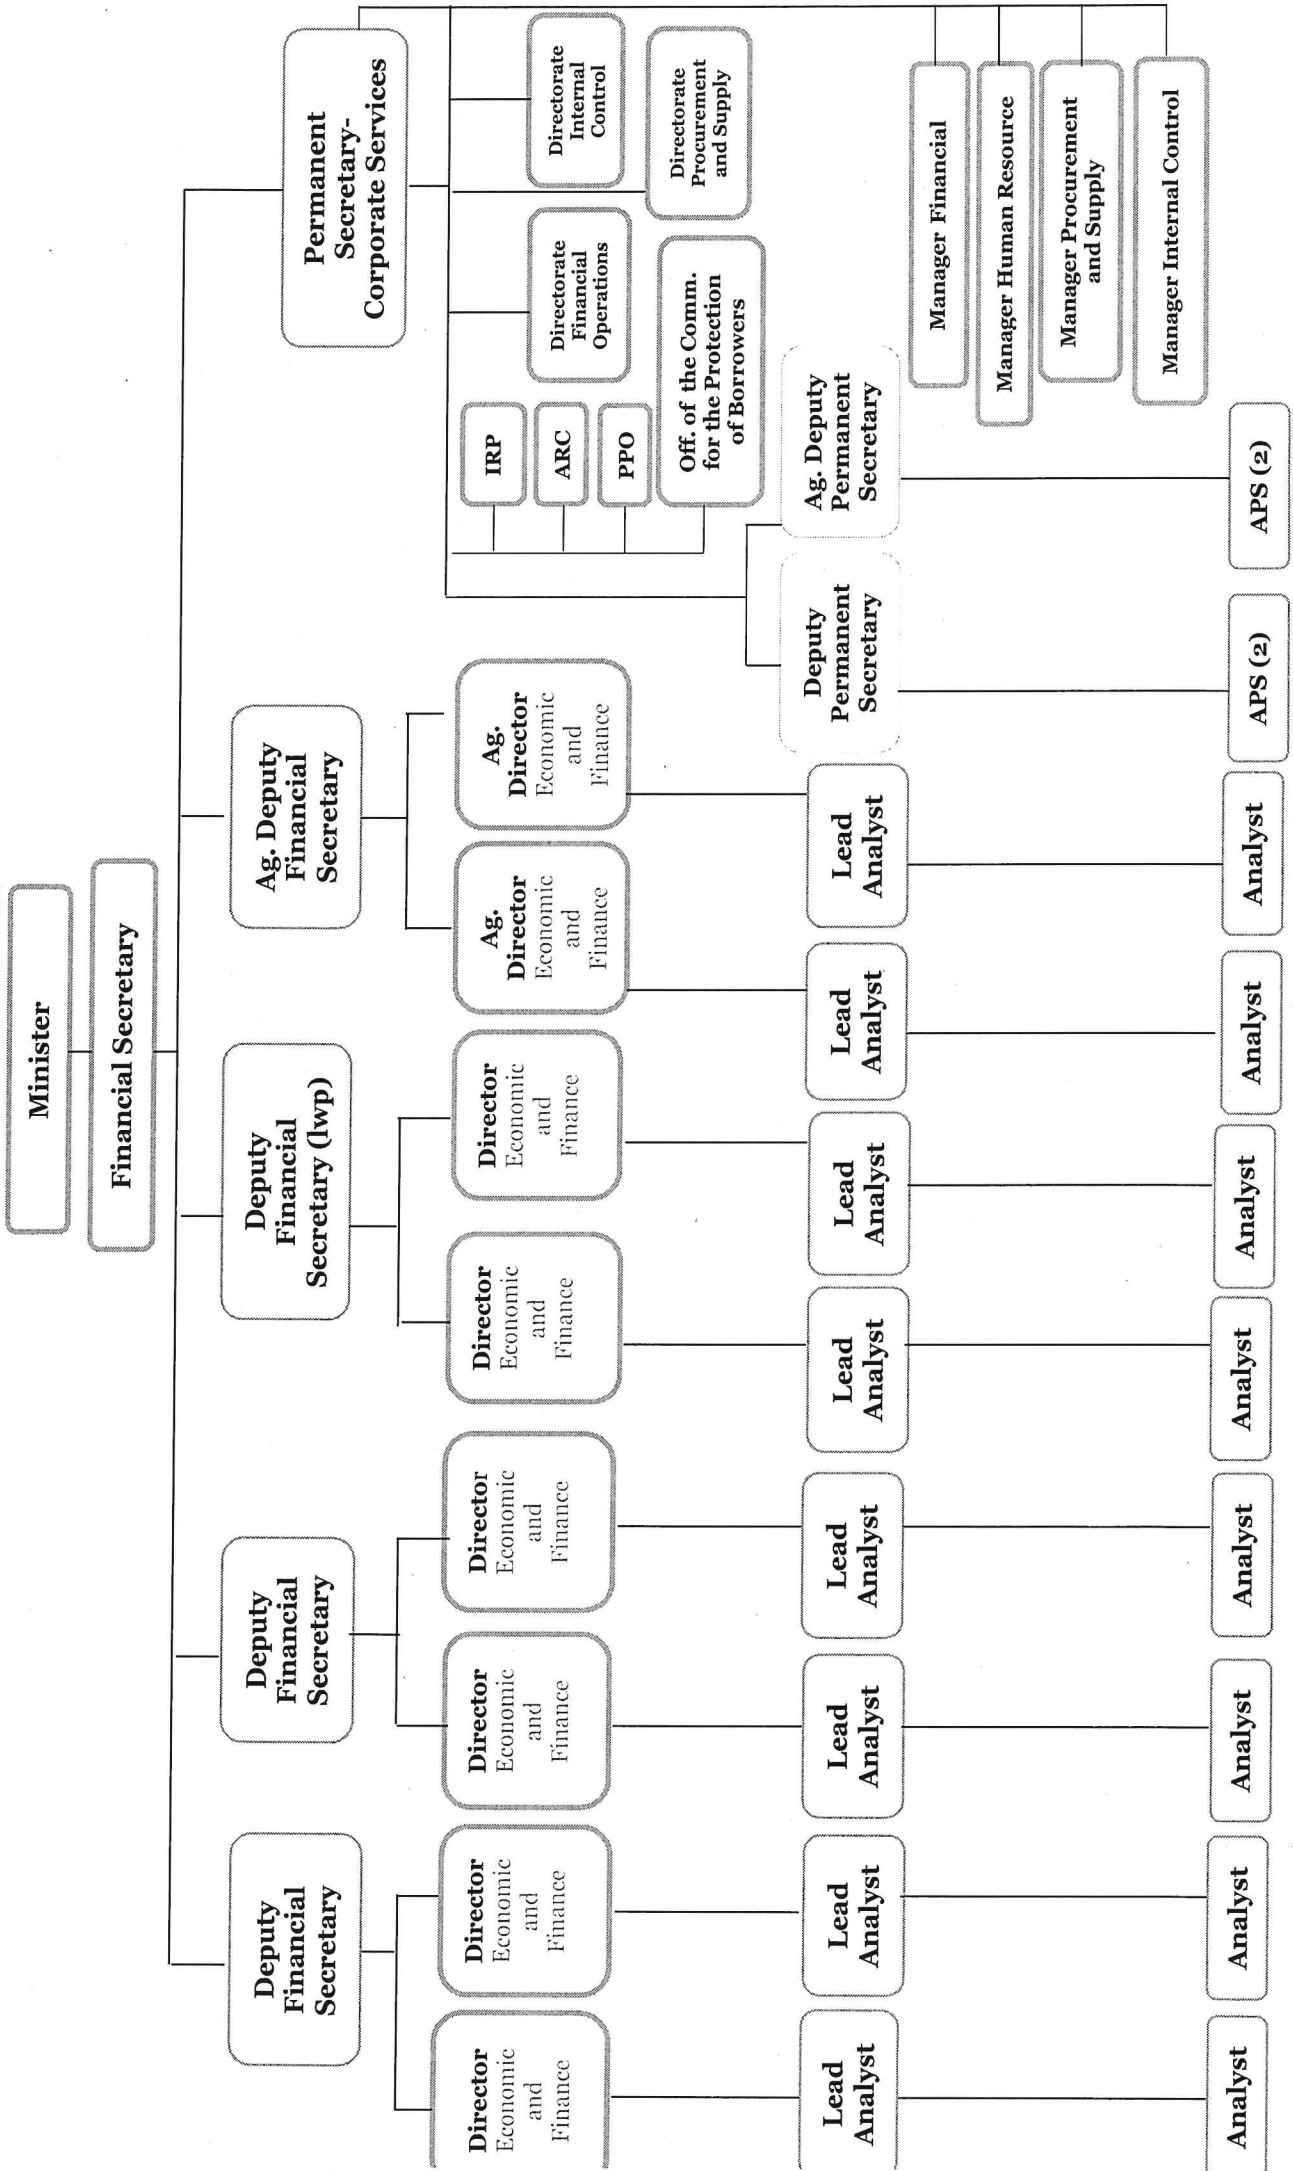 Minister
Financial Secretary
Deputy
Financial
Secretary
Deputy
Financial
Secretary
Deputy
Financial
Secretary (lwp)
Ag. Deputy
Financial
Secretary
Permanent
Secretary-
Corporate Services
Director
Economic
and
Finance
Director
Economic
and
Finance
Director
Economic
and
Finance
Director
Economic
and
Finance
Director
Economic
and
Finance
Director
Economic
and
Finance
Ag.
Director
Economic
and
Finance
Ag.
Director
Economic
and
Finance
IRP
ARC
PPO
Off. of the Comm.
for the Protection
of Borrowers
Directorate
Financial
Operations
Directorate
Internal
Control
Directorate
Procurement
and Supply
Lead
Analyst
Lead
Analyst
Lead
Analyst
Lead
Analyst
Lead
Analyst
Lead
Analyst
Lead
Analyst
Lead
Analyst
Deputy
Permanent
Secretary
Ag. Deputy
Permanent
Secretary
Manager Financial
Manager Human Resource
Manager Procurement
and Supply
Manager Internal Control
Analyst
Analyst
Analyst
Analyst
Analyst
Analyst
Analyst
Analyst
APS (2)
APS (2)